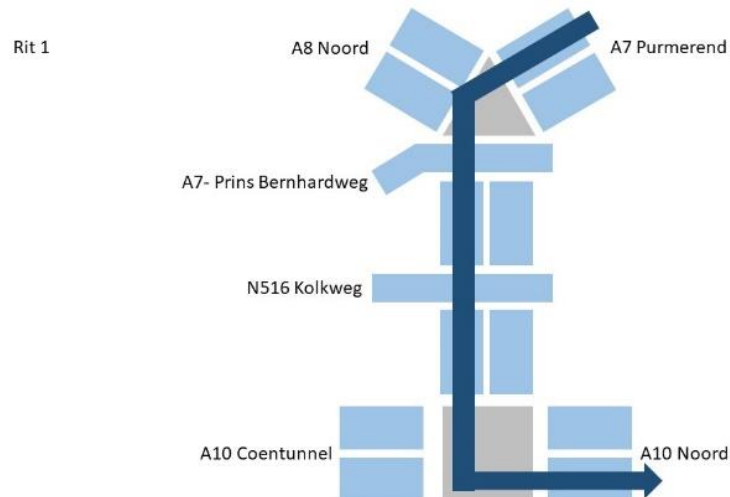 Rit 1
A8 Noord
A7 Purmerend
A7- Prins Bernhardweg
N516 Kolkweg
A10 Coentunnel
A10 Noord